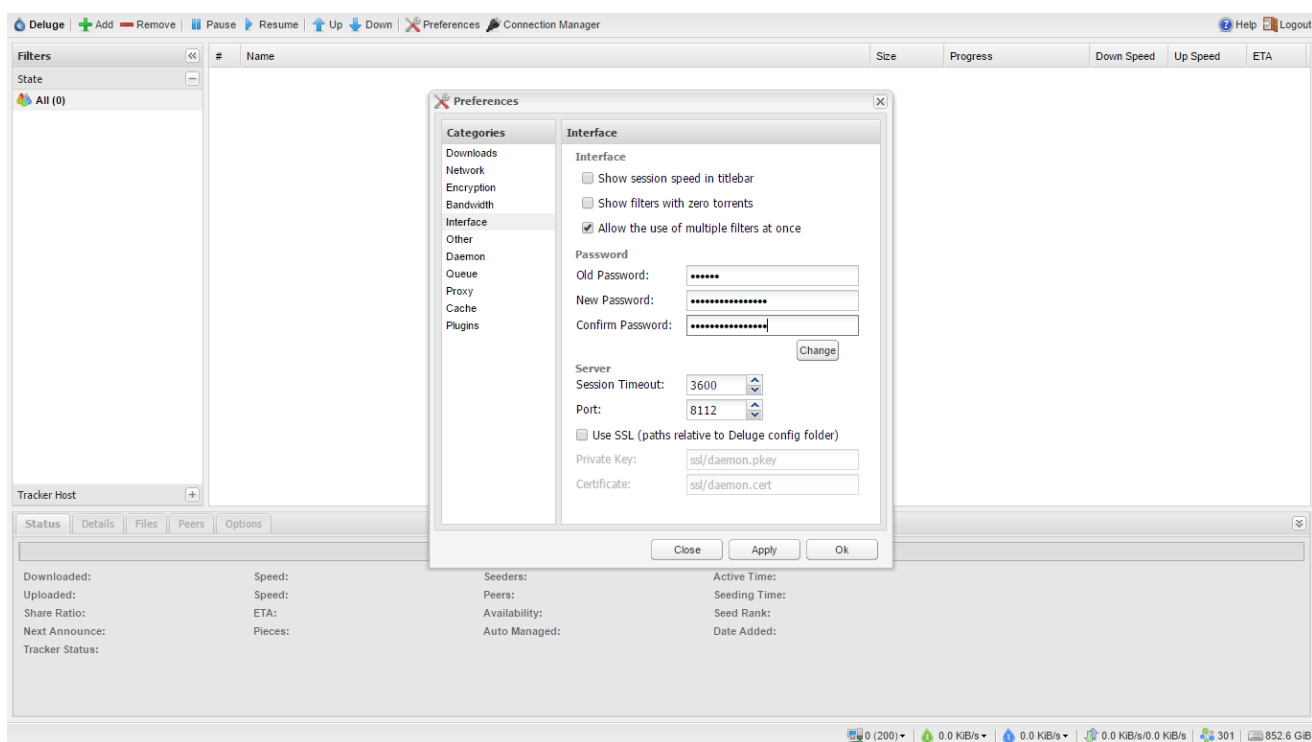 Deluge Add Remove Pause Resume Up Down Preferences Connection Manager Help Logout
Filters # Name Size Progress Down Speed Up Speed ETA
State
All (0)
Preferences
Categories
Downloads
Network
Encryption
Bandwidth
Interface
Other
Daemon
Queue
Proxy
Cache
Plugins
Interface
Interface
Show session speed in titlebar
Show filters with zero torrents
Allow the use of multiple filters at once
Password
Old Password: ••••••
New Password: ••••••••••••••••
Confirm Password: ••••••••••••••••
Change
Server
Session Timeout: 3600
Port: 8112
Use SSL (paths relative to Deluge config folder)
Private Key: ssl/daemon.pkey
Certificate: ssl/daemon.cert
Close Apply Ok
Tracker Host
Status Details Files Peers Options
Downloaded: Speed: Seeders: Active Time:
Uploaded: Speed: Peers: Seeding Time:
Share Ratio: ETA: Availability: Seed Rank:
Next Announce: Pieces: Auto Managed: Date Added:
Tracker Status:
0 (200) 0.0 KiB/s 0.0 KiB/s 0.0 KiB/s/0.0 KiB/s 301 852.6 GiB